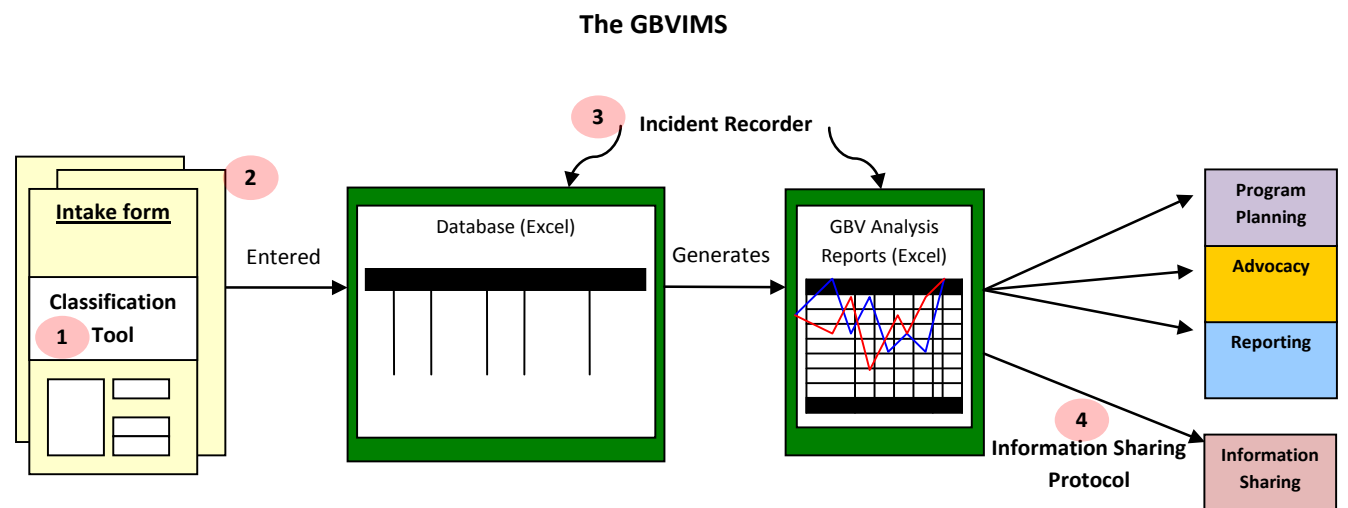 The GBVIMS
3
Incident Recorder
2
Intake form
Classification
1
Tool
Entered
Database (Excel)
Generates
GBV Analysis
Reports (Excel)
Program
Planning
Advocacy
Reporting
4
Information Sharing
Protocol
Information
Sharing